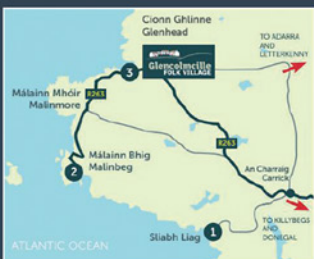 Cionn Ghlinne
Glenhead
TO ADARRA
AND
LETTERKENNY
3
Glencolmcille
FOLK VILLAGE
Málainn Mhóir
Malinmore
R263
R263
Málainn Bhig
Malinbeg
2
An Charraig
Carrick
1
Sliabh Liag
TO KILLYBEGS
AND
DONEGAL
ATLANTIC OCEAN